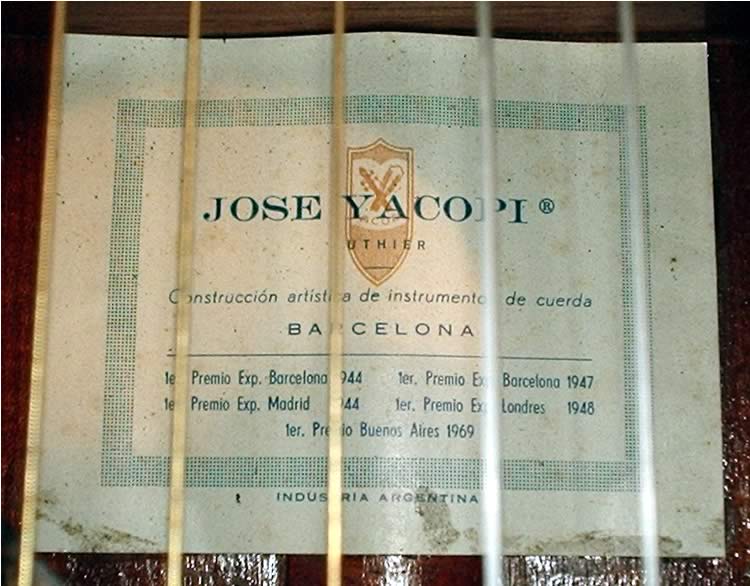 JOSE YACOPI ®
LUTHIER
Construcción artística de instrumentos de cuerda
BARCELONA
1er. Premio Exp. Barcelona 1944 1er. Premio Exp. Barcelona 1947
1er. Premio Exp. Madrid 1944 1er. Premio Exp. Londres 1948
1er. Premio Buenos Aires 1969
INDUSTRIA ARGENTINA